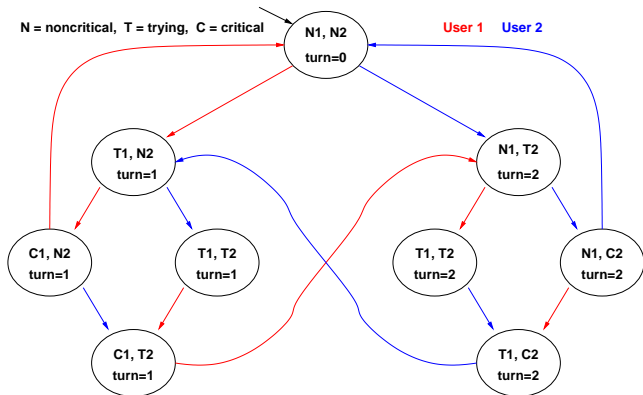 N = noncritical, T = trying, C = critical
User 1 User 2
N1, N2
turn=0
T1, N2
turn=1
N1, T2
turn=2
C1, N2
turn=1
T1, T2
turn=1
T1, T2
turn=2
N1, C2
turn=2
C1, T2
turn=1
T1, C2
turn=2